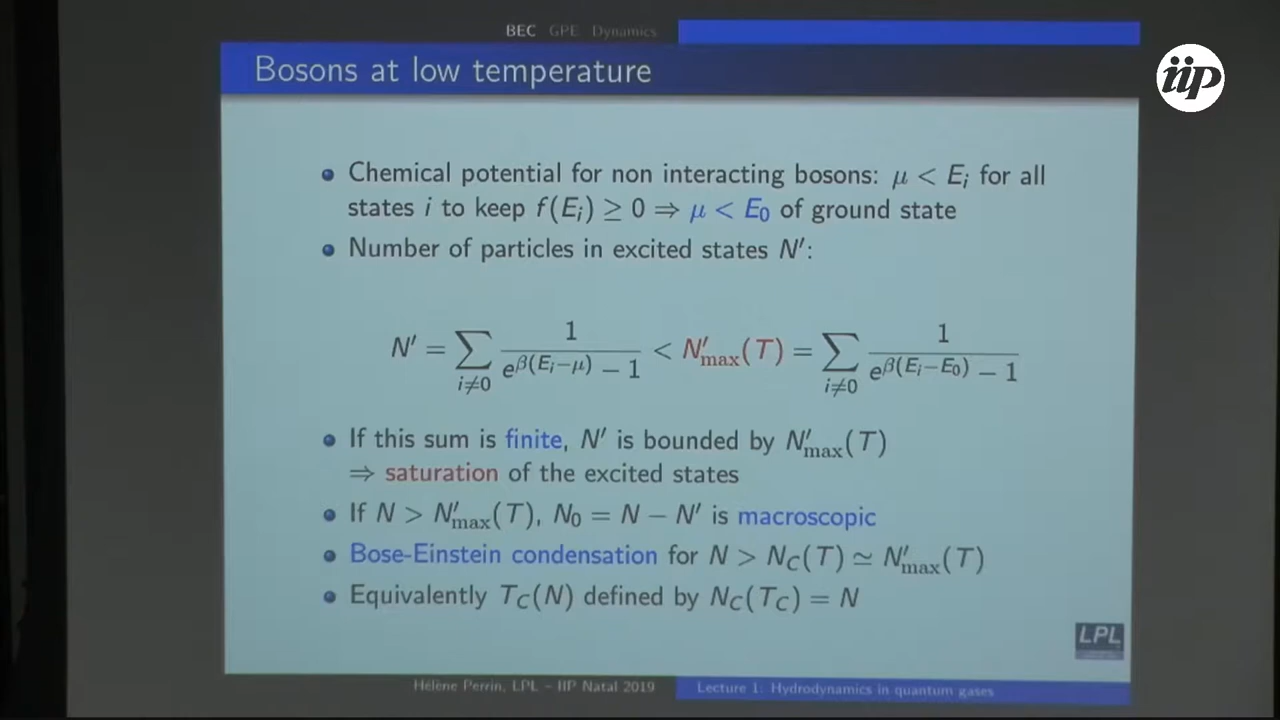 BEC GPE Dynamics
iip
Bosons at low temperature
Chemical potential for non interacting bosons: μ < E_i for all
states i to keep f(E_i) ≥ 0 ⇒ μ < E_0 of ground state
Number of particles in excited states N′:
N′ = ∑_{i≠0} 1 / (e^{β(E_i−μ)} − 1) < N′_max(T) = ∑_{i≠0} 1 / (e^{β(E_i−E_0)} − 1)
If this sum is finite, N′ is bounded by N′_max(T)
⇒ saturation of the excited states
If N > N′_max(T), N_0 = N − N′ is macroscopic
Bose-Einstein condensation for N > N_C(T) ≃ N′_max(T)
Equivalently T_C(N) defined by N_C(T_C) = N
LPL
Hélène Perrin, LPL – IIP Natal 2019 Lecture 1: Hydrodynamics in quantum gases